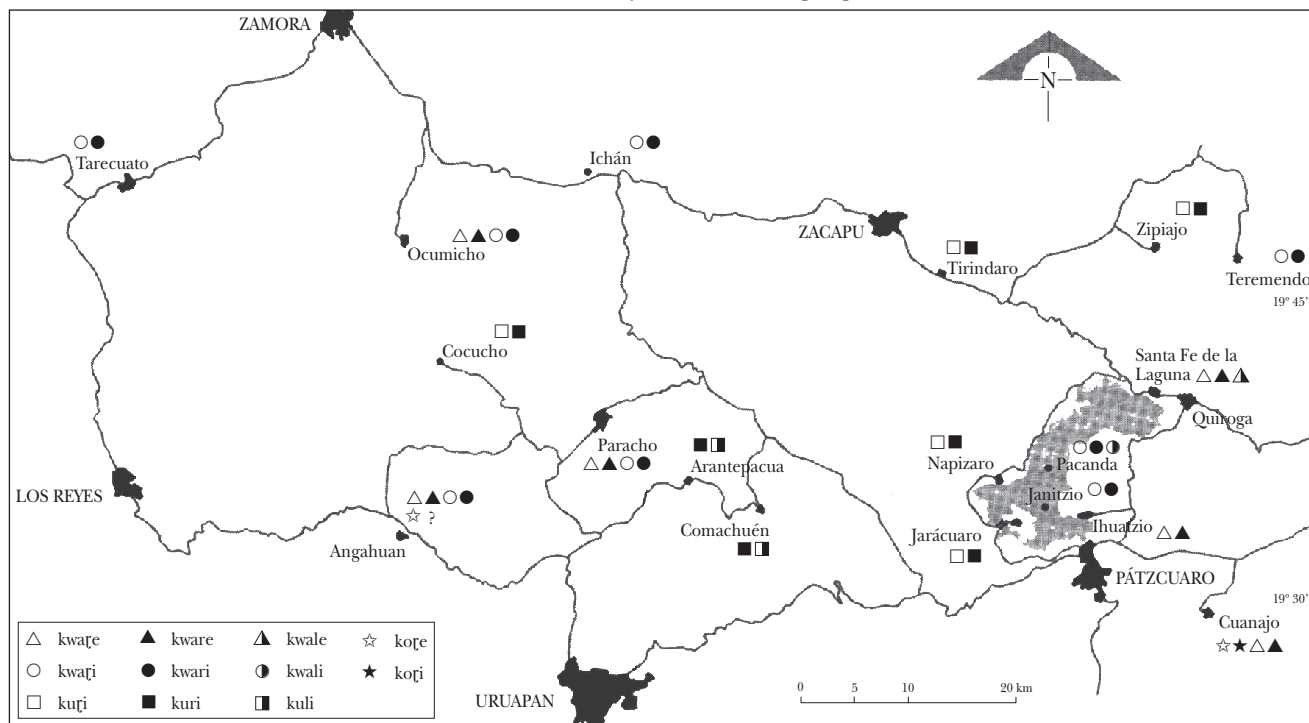 ZAMORA
N
Tarecuato
Ichán
Ocumicho
ZACAPU
Tirindaro
Zipiajo
Teremendo
19° 45'
Cocucho
Santa Fe de la
Laguna
Quiroga
Paracho
Arantepacua
Napizaro
Pacanda
Janitzio
LOS REYES
?
Angahuan
Comachuén
Jarácuaro
Ihuatzio
PÁTZCUARO
19° 30'
Cuanajo
kwaɽe kware kwale koɽe
kwaɽi kwari kwali koɽi
kuɽi kuri kuli
URUAPAN
0 5 10 20 km